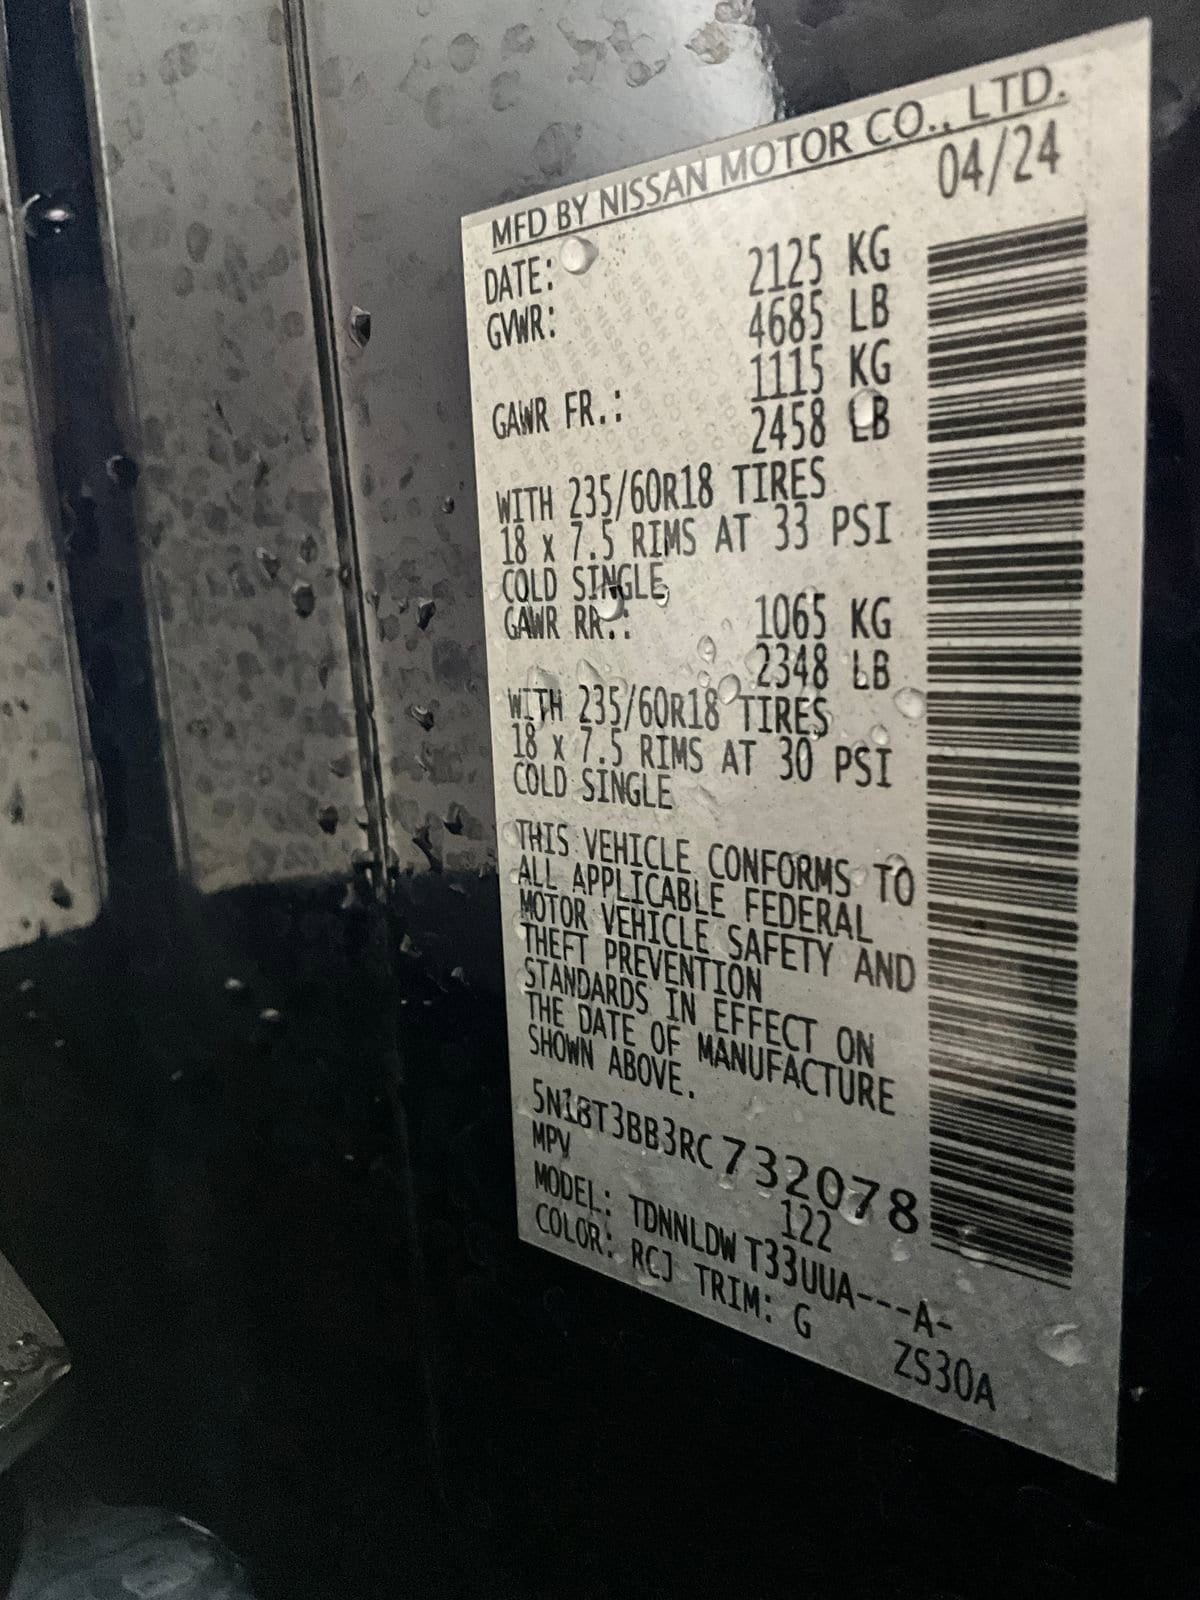 MFD BY NISSAN MOTOR CO., LTD.
DATE: 04/24
GVWR: 2125 KG
4685 LB
GAWR FR.: 1115 KG
2458 LB
WITH 235/60R18 TIRES
18 x 7.5 RIMS AT 33 PSI
COLD SINGLE
GAWR RR.: 1065 KG
2348 LB
WITH 235/60R18 TIRES
18 x 7.5 RIMS AT 30 PSI
COLD SINGLE
THIS VEHICLE CONFORMS TO
ALL APPLICABLE FEDERAL
MOTOR VEHICLE SAFETY AND
THEFT PREVENTION
STANDARDS IN EFFECT ON
THE DATE OF MANUFACTURE
SHOWN ABOVE.
5N1BT3BB3RC732078
MPV 122
MODEL: TDNNLDW T33UUA---A-
COLOR: RCJ TRIM: G ZS30A